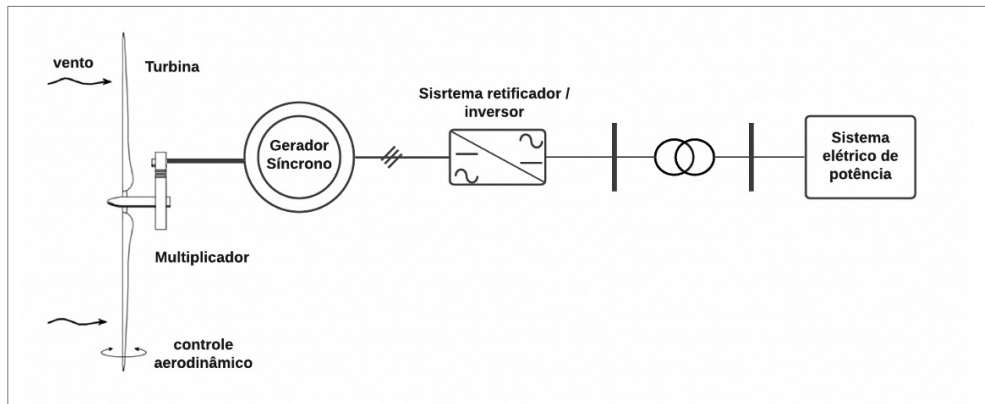 vento
Turbina
Sisrtema retificador /
inversor
Gerador
Síncrono
Sistema
elétrico de
potência
Multiplicador
controle
aerodinâmico